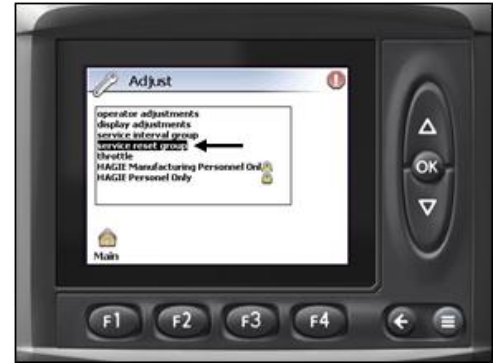 Adjust
operator adjustments
display adjustments
service interval group
service reset group
throttle
HAGIE Manufacturing Personnel Onl
HAGIE Personel Only
Main
OK
F1 F2 F3 F4